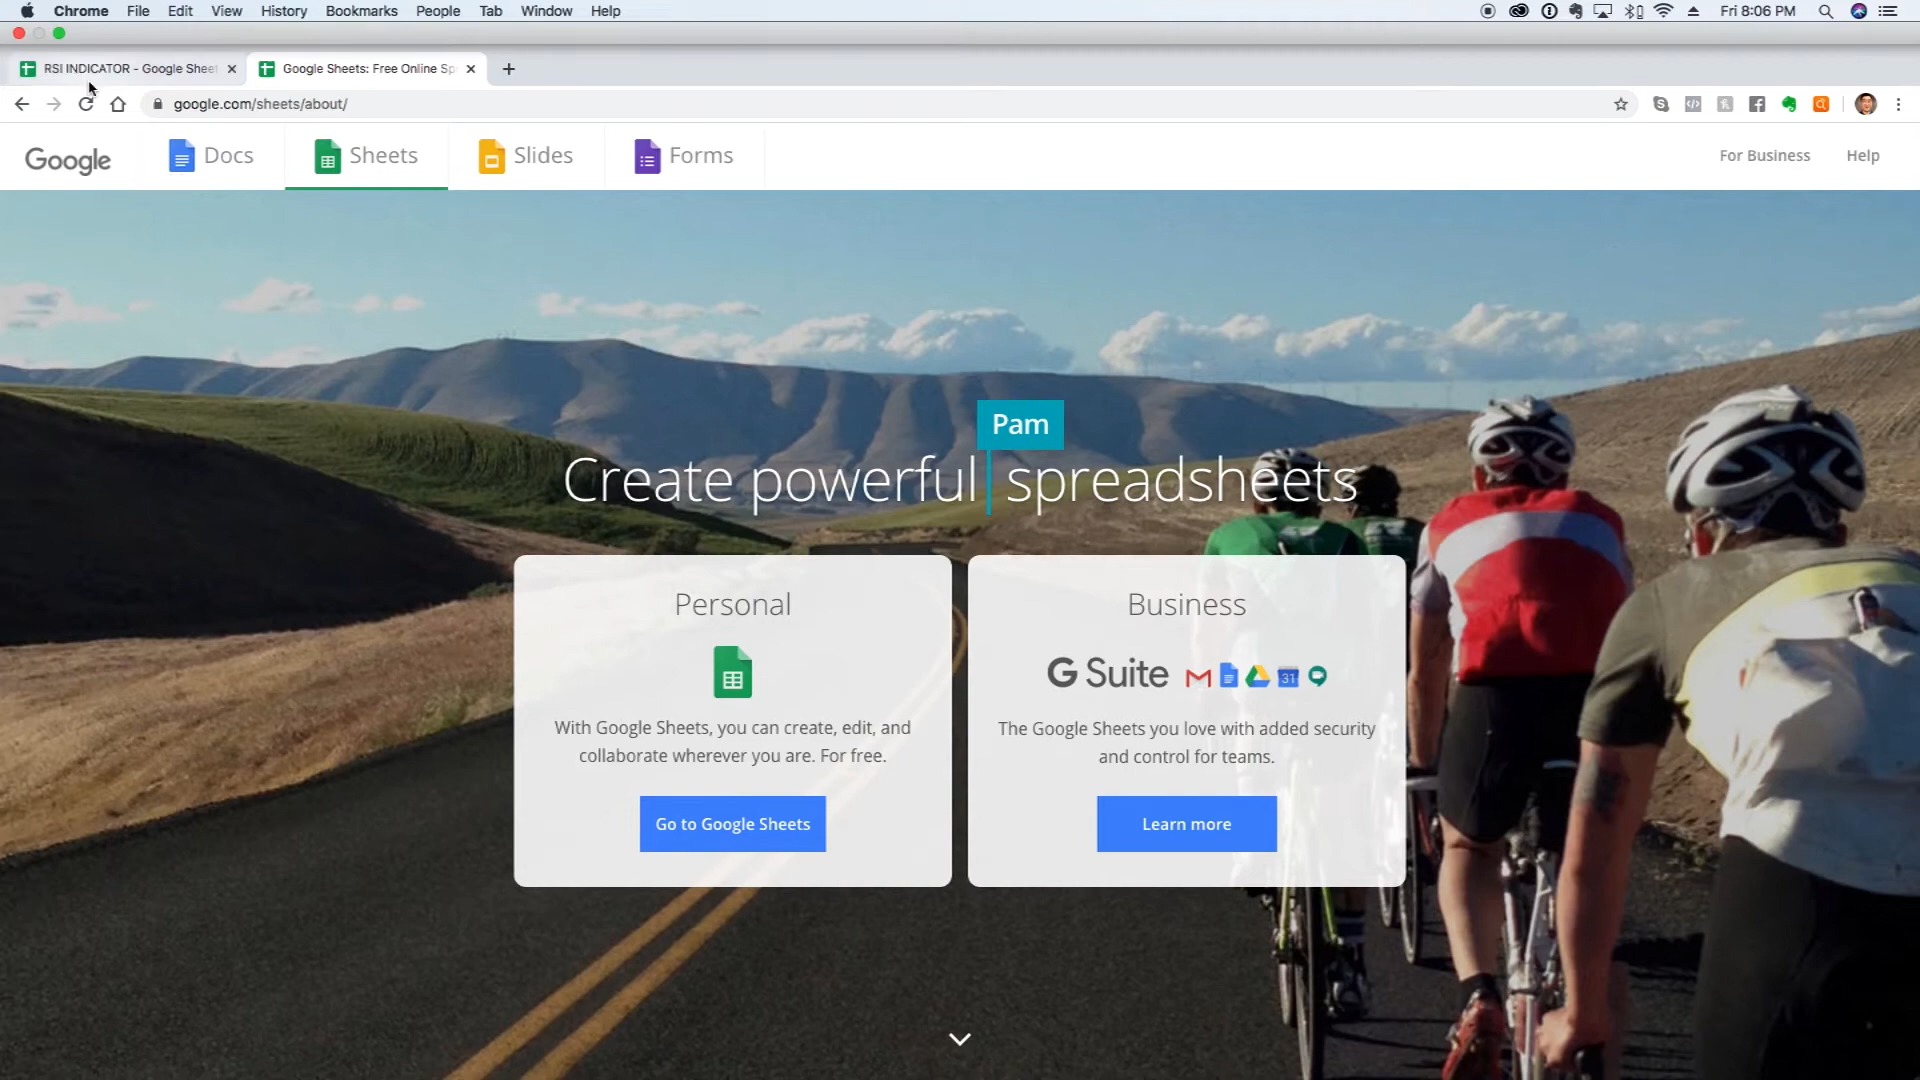 Chrome File Edit View History Bookmarks People Tab Window Help Fri 8:06 PM
RSI INDICATOR - Google Sheet Google Sheets: Free Online Sp
google.com/sheets/about/
Google Docs Sheets Slides Forms For Business Help
Pam
Create powerful spreadsheets
Personal
With Google Sheets, you can create, edit, and
collaborate wherever you are. For free.
Go to Google Sheets
Business
G Suite 31
The Google Sheets you love with added security
and control for teams.
Learn more